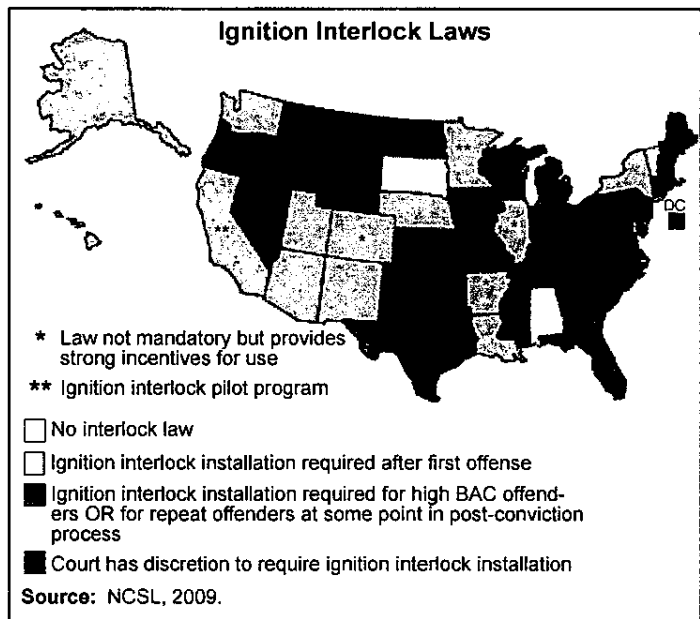 Ignition Interlock Laws
DC
**
**
*
* Law not mandatory but provides
strong incentives for use
** Ignition interlock pilot program
No interlock law
Ignition interlock installation required after first offense
Ignition interlock installation required for high BAC offend-
ers OR for repeat offenders at some point in post-conviction
process
Court has discretion to require ignition interlock installation
Source: NCSL, 2009.